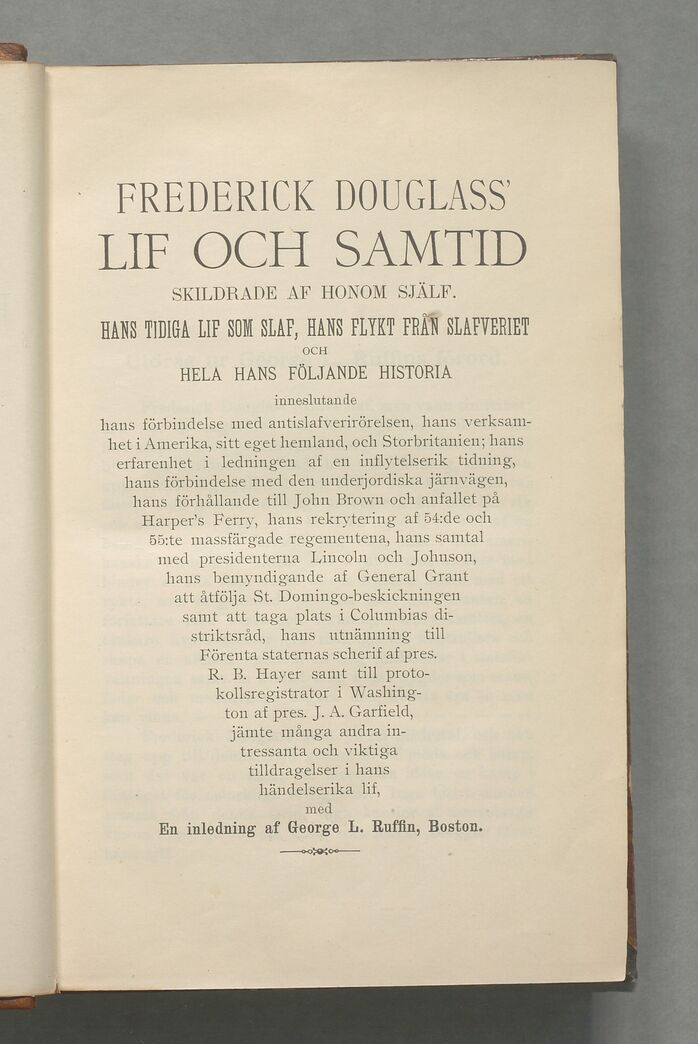 FREDERICK DOUGLASS'
LIF OCH SAMTID
SKILDRADE AF HONOM SJÄLF.
HANS TIDIGA LIF SOM SLAF, HANS FLYKT FRÅN SLAFVERIET
OCH
HELA HANS FÖLJANDE HISTORIA
inneslutande
hans förbindelse med antislafverirörelsen, hans verksam-
het i Amerika, sitt eget hemland, och Storbritanien; hans
erfarenhet i ledningen af en inflytelserik tidning,
hans förbindelse med den underjordiska järnvägen,
hans förhållande till John Brown och anfallet på
Harper's Ferry, hans rekrytering af 54:de och
55:te massfärgade regementena, hans samtal
med presidenterna Lincoln och Johnson,
hans bemyndigande af General Grant
att åtfölja St. Domingo-beskickningen
samt att taga plats i Columbias di-
striktsråd, hans utnämning till
Förenta staternas scherif af pres.
R. B. Hayer samt till proto-
kollsregistrator i Washing-
ton af pres. J. A. Garfield,
jämte många andra in-
tressanta och viktiga
tilldragelser i hans
händelserika lif,
med
En inledning af George L. Ruffin, Boston.